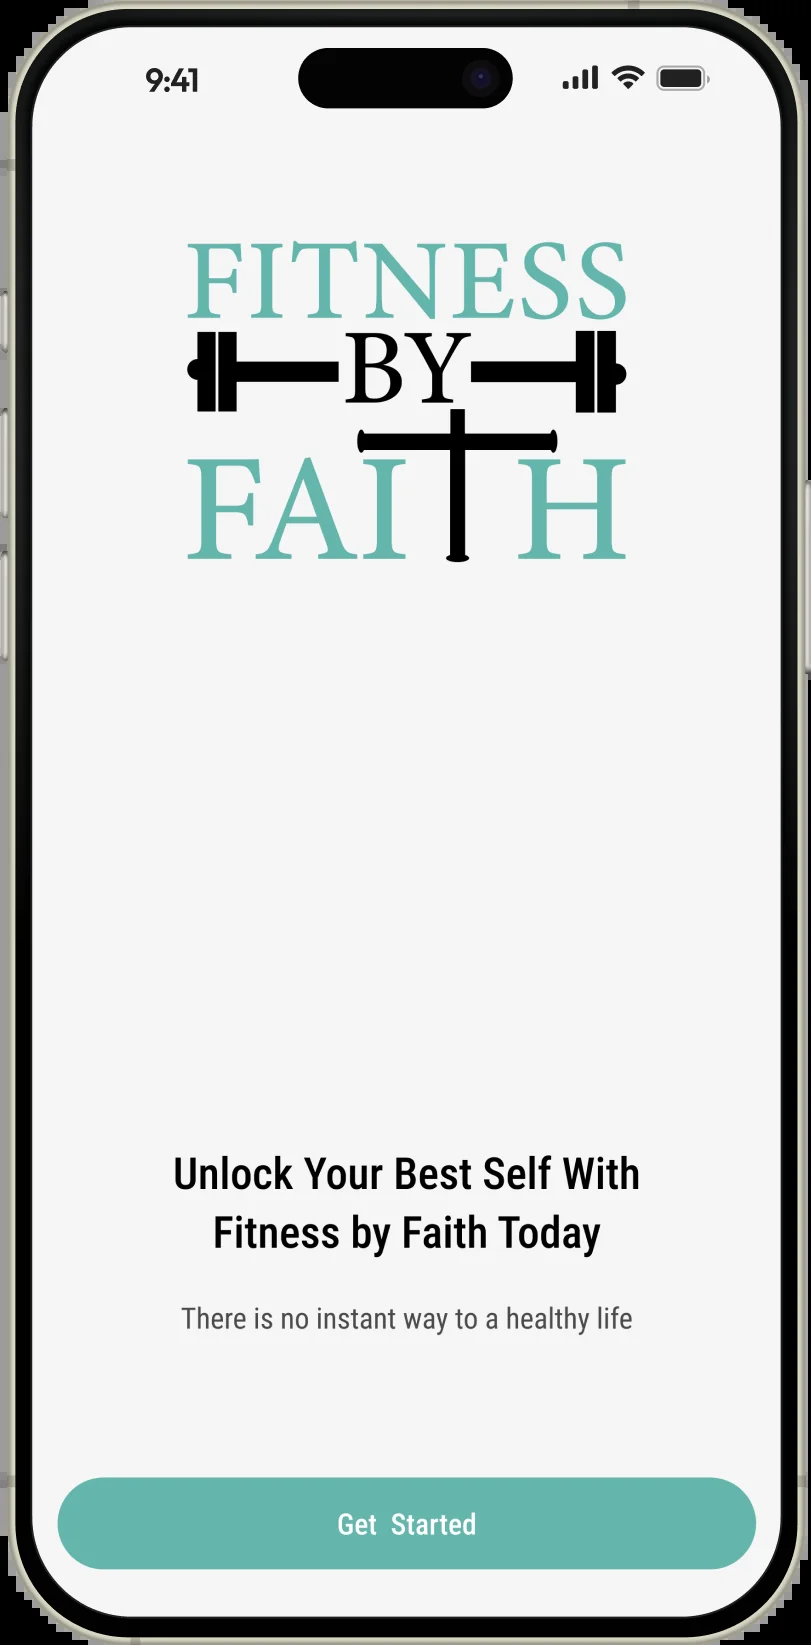 9:41
FITNESS
BY
FAITH
Unlock Your Best Self With
Fitness by Faith Today
There is no instant way to a healthy life
Get Started